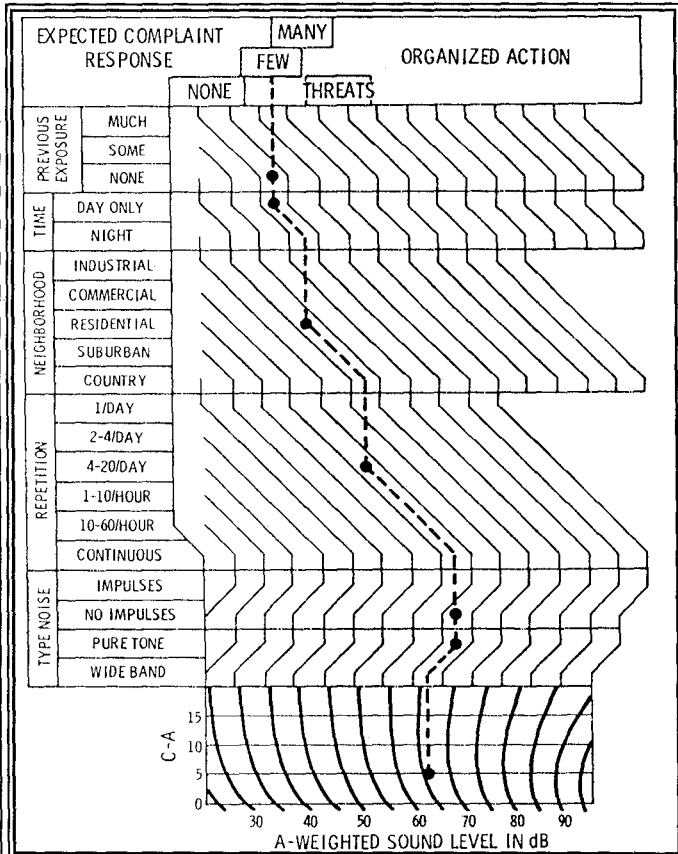 EXPECTED COMPLAINT
RESPONSE
MANY
FEW
ORGANIZED ACTION
NONE
THREATS
PREVIOUS
EXPOSURE
MUCH
SOME
NONE
TIME
DAY ONLY
NIGHT
NEIGHBORHOOD
INDUSTRIAL
COMMERCIAL
RESIDENTIAL
SUBURBAN
COUNTRY
REPETITION
1/DAY
2-4/DAY
4-20/DAY
1-10/HOUR
10-60/HOUR
CONTINUOUS
TYPE NOISE
IMPULSES
NO IMPULSES
PURE TONE
WIDE BAND
C-A
15
10
5
0
30 40 50 60 70 80 90
A-WEIGHTED SOUND LEVEL IN dB